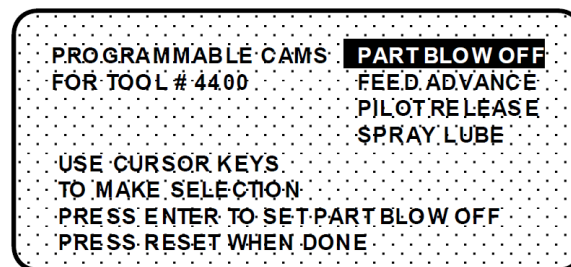 PROGRAMMABLE CAMS PART BLOW OFF
FOR TOOL # 4400 FEED ADVANCE
PILOT RELEASE
SPRAY LUBE
USE CURSOR KEYS
TO MAKE SELECTION
PRESS ENTER TO SET PART BLOW OFF
PRESS RESET WHEN DONE